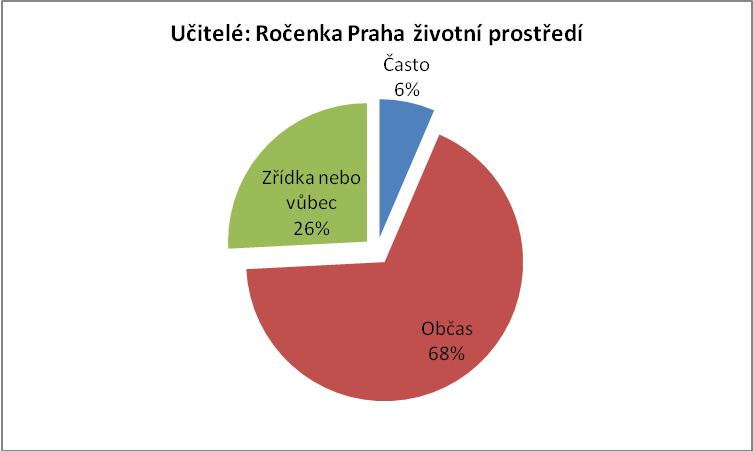 Učitelé: Ročenka Praha životní prostředí
Často
6%
Zřídka nebo
vůbec
26%
Občas
68%